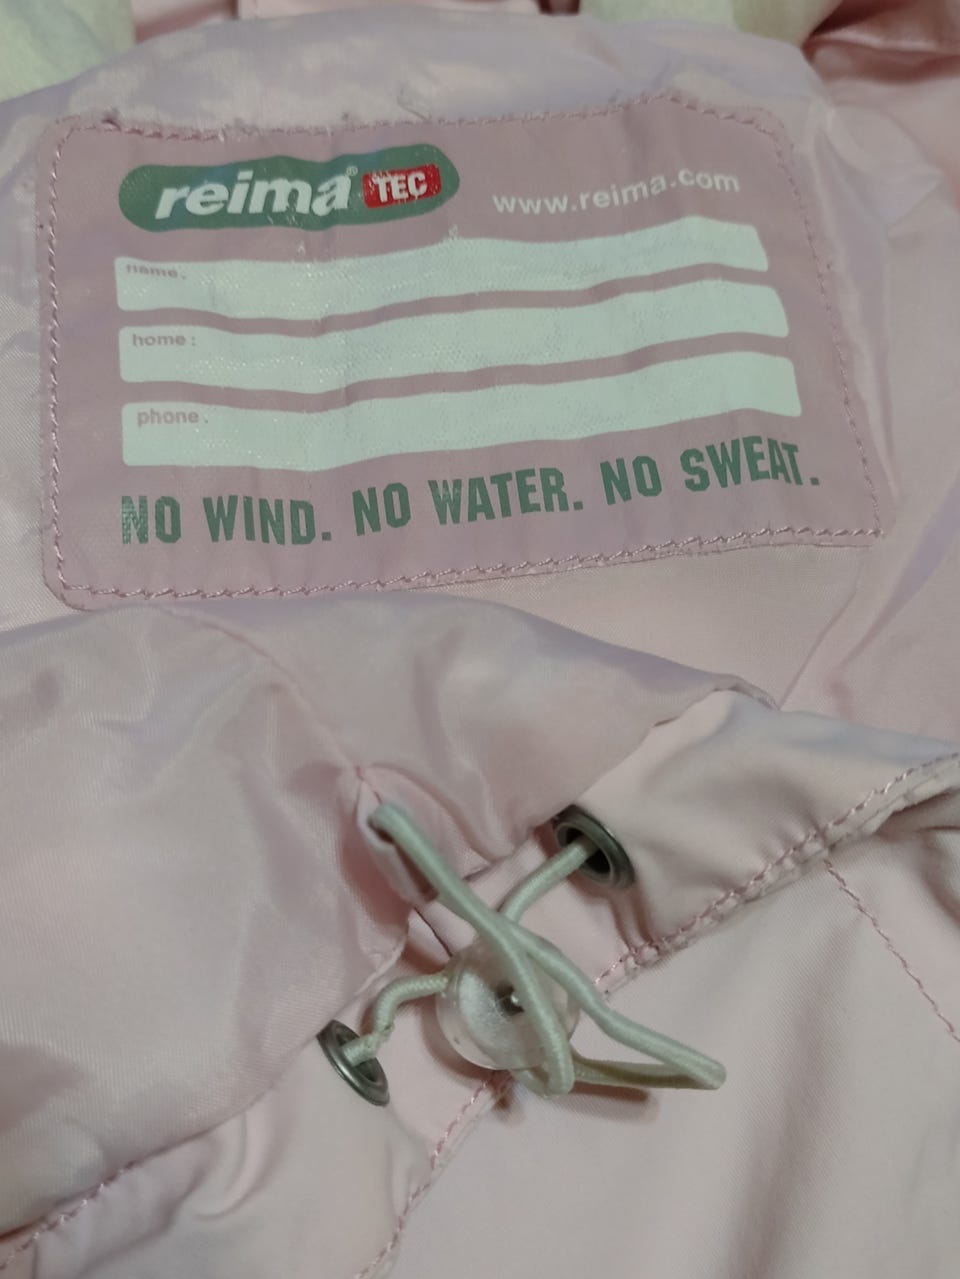 reima® TEC www.reima.com
name.
home:
phone.
NO WIND. NO WATER. NO SWEAT.